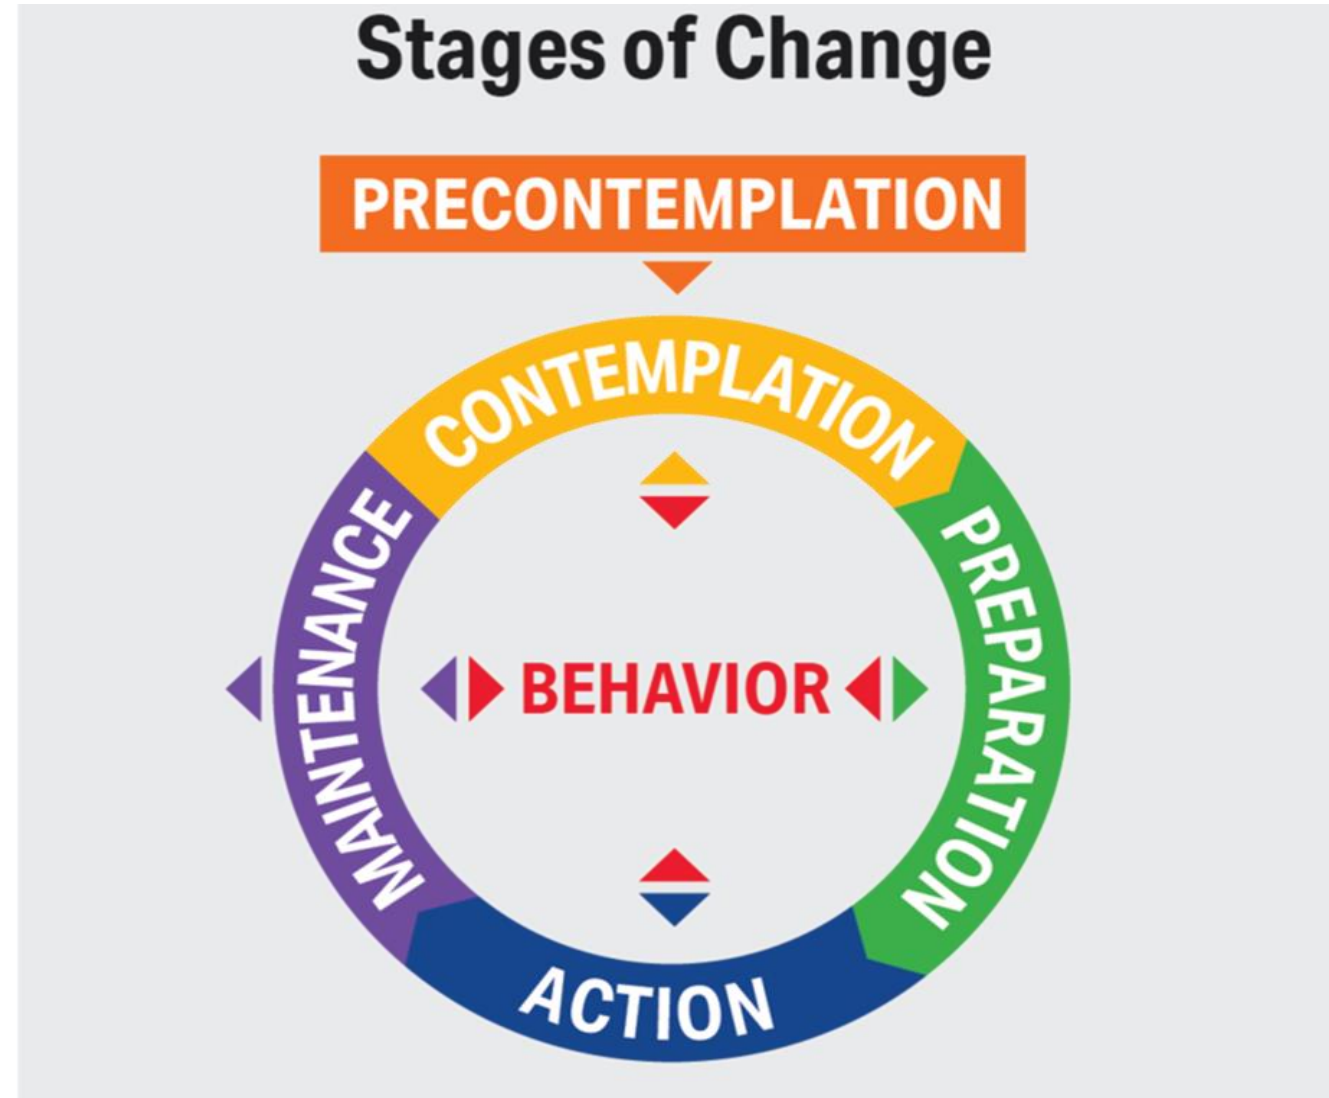 Stages of Change
PRECONTEMPLATION
CONTEMPLATION
PREPARATION
ACTION
MAINTENANCE
BEHAVIOR